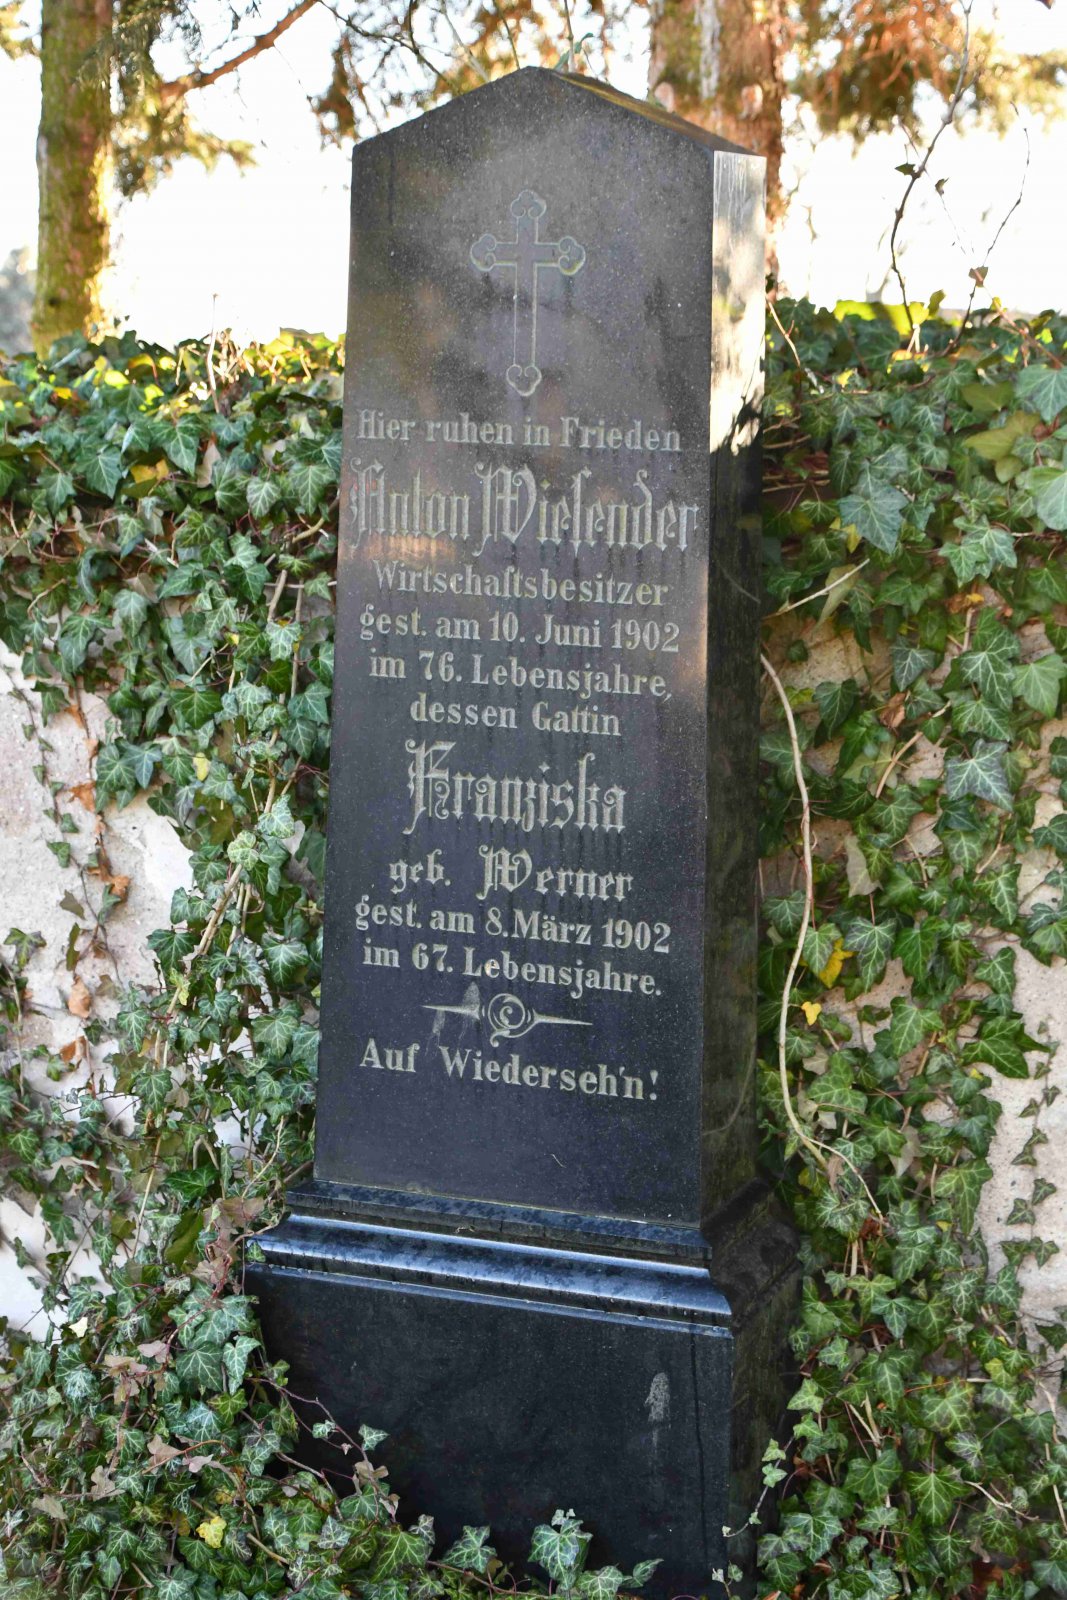 Hier ruhen in Frieden
Anton Wieſender
Wirtschaftsbesitzer
gest. am 10. Juni 1902
im 76. Lebensjahre,
dessen Gattin
Franziska
geb. Werner
gest. am 8. März 1902
im 67. Lebensjahre.
Auf Wiederseh'n!